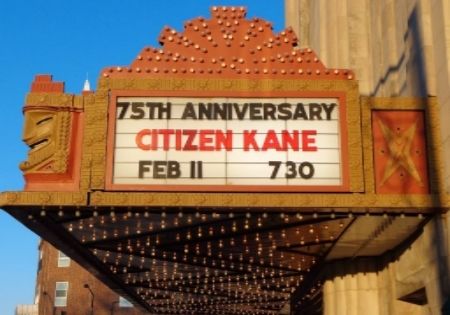 75TH ANNIVERSARY
CITIZEN KANE
FEB 11 730